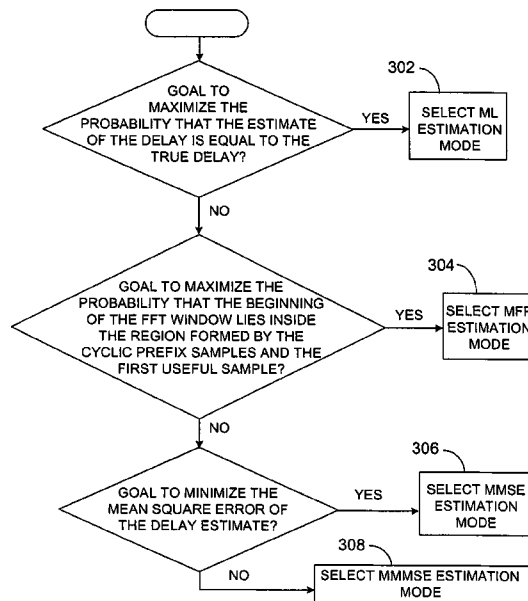 GOAL TO
MAXIMIZE THE
PROBABILITY THAT THE ESTIMATE
OF THE DELAY IS EQUAL TO THE
TRUE DELAY?
YES
302
SELECT ML
ESTIMATION
MODE
NO
GOAL TO MAXIMIZE THE
PROBABILITY THAT THE BEGINNING
OF THE FFT WINDOW LIES INSIDE
THE REGION FORMED BY THE
CYCLIC PREFIX SAMPLES AND THE
FIRST USEFUL SAMPLE?
YES
304
SELECT MFP
ESTIMATION
MODE
NO
GOAL TO MINIMIZE THE
MEAN SQUARE ERROR OF
THE DELAY ESTIMATE?
YES
306
SELECT MMSE
ESTIMATION
MODE
NO
308
SELECT MMMSE ESTIMATION
MODE